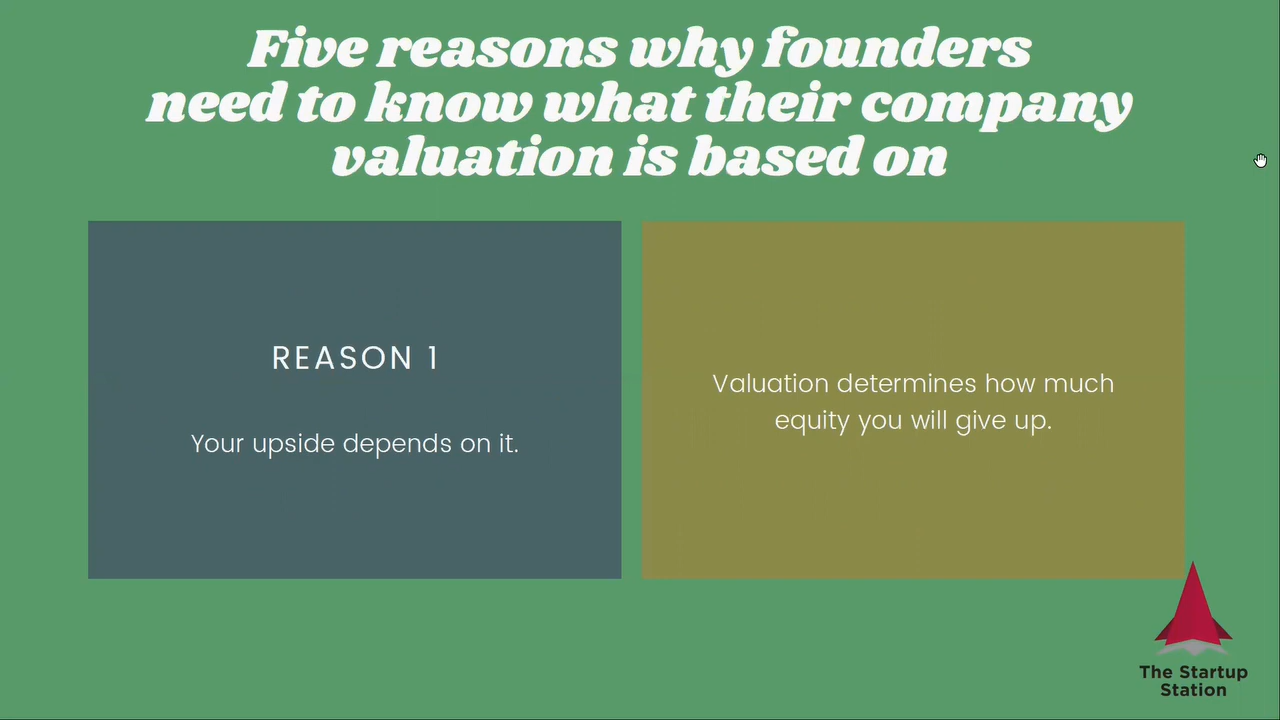 Five reasons why founders
need to know what their company
valuation is based on
REASON 1
Your upside depends on it.
Valuation determines how much
equity you will give up.
The Startup
Station